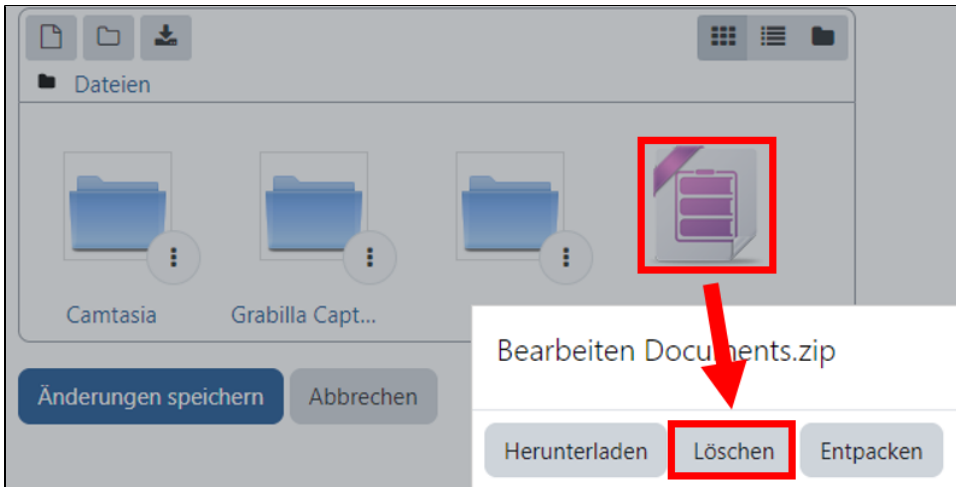 Dateien
Camtasia
Grabilla Capt...
Bearbeiten Documents.zip
Änderungen speichern
Abbrechen
Herunterladen
Löschen
Entpacken